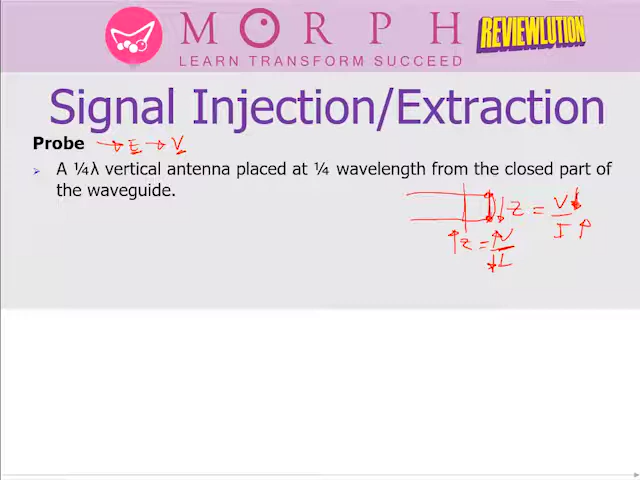 MORPH
LEARN TRANSFORM SUCCEED
REVIEWLUTION
Signal Injection/Extraction
Probe → E → V
A ¼λ vertical antenna placed at ¼ wavelength from the closed part of
the waveguide.
↓ Z = V↓ / I↑
↑ Z = ↑V / ↓I